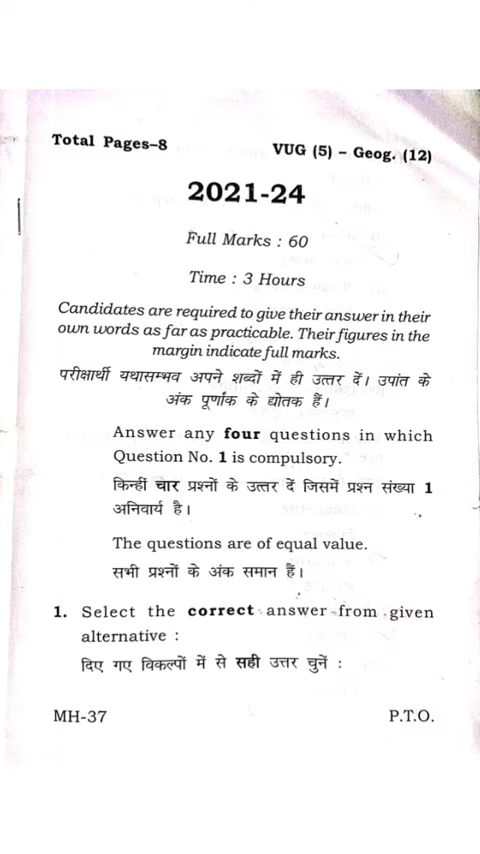 Total Pages–8
VUG (5) – Geog. (12)
2021-24
Full Marks : 60
Time : 3 Hours
Candidates are required to give their answer in their
own words as far as practicable. Their figures in the
margin indicate full marks.
परीक्षार्थी यथासम्भव अपने शब्दों में ही उत्तर दें। उपांत के
अंक पूर्णांक के द्योतक हैं।
Answer any four questions in which
Question No. 1 is compulsory.
किन्हीं चार प्रश्नों के उत्तर दें जिसमें प्रश्न संख्या 1
अनिवार्य है।
The questions are of equal value.
सभी प्रश्नों के अंक समान हैं।
1. Select the correct answer from given
alternative :
दिए गए विकल्पों में से सही उत्तर चुनें :
MH-37
P.T.O.